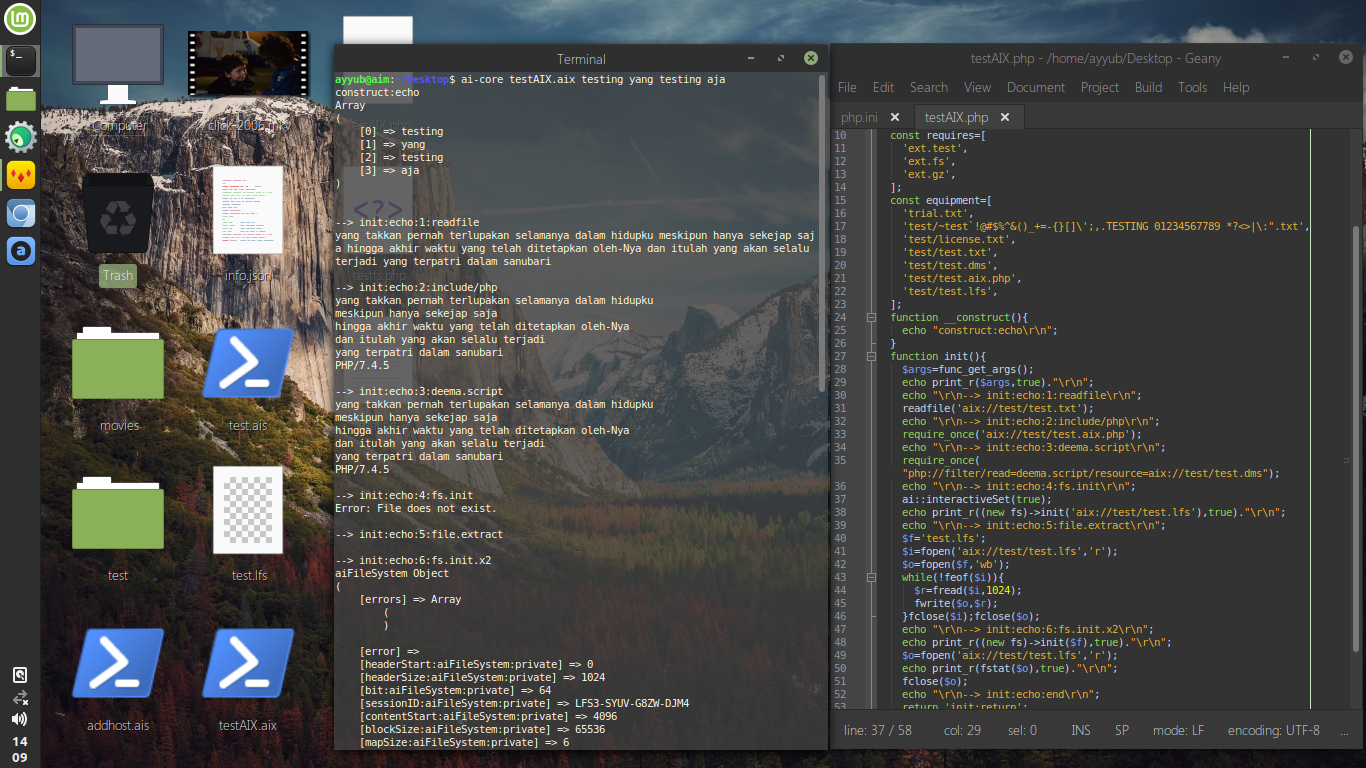 Computer
click-2006.mkv
Trash
info.json
movies
test.ais
test
test.lfs
addhost.ais
testAIX.aix
14
09
Terminal
ayyub@aim:~/Desktop$ ai-core testAIX.aix testing yang testing aja
construct:echo
Array
(
[0] => testing
[1] => yang
[2] => testing
[3] => aja
)
--> init:echo:1:readfile
yang takkan pernah terlupakan selamanya dalam hidupku meskipun hanya sekejap saj
a hingga akhir waktu yang telah ditetapkan oleh-Nya dan itulah yang akan selalu
terjadi yang terpatri dalam sanubari
testfs.php
--> init:echo:2:include/php
yang takkan pernah terlupakan selamanya dalam hidupku
meskipun hanya sekejap saja
hingga akhir waktu yang telah ditetapkan oleh-Nya
dan itulah yang akan selalu terjadi
yang terpatri dalam sanubari
PHP/7.4.5
--> init:echo:3:deema.script
yang takkan pernah terlupakan selamanya dalam hidupku
meskipun hanya sekejap saja
hingga akhir waktu yang telah ditetapkan oleh-Nya
dan itulah yang akan selalu terjadi
yang terpatri dalam sanubari
PHP/7.4.5
--> init:echo:4:fs.init
Error: File does not exist.
--> init:echo:5:file.extract
--> init:echo:6:fs.init.x2
aiFileSystem Object
(
[errors] => Array
(
)
[error] =>
[headerStart:aiFileSystem:private] => 0
[headerSize:aiFileSystem:private] => 1024
[bit:aiFileSystem:private] => 64
[sessionID:aiFileSystem:private] => LFS3-SYUV-G8ZW-DJM4
[contentStart:aiFileSystem:private] => 4096
[blockSize:aiFileSystem:private] => 65536
[mapSize:aiFileSystem:private] => 6
testAIX.php - /home/ayyub/Desktop - Geany
File Edit Search View Document Project Build Tools Help
php.ini testAIX.php
10 const requires=[
11 'ext.test',
12 'ext.fs',
13 'ext.gz',
14 ];
15 const equipment=[
16 'trial.txt',
17 'test/~test`!@#$%^&()_+=-{}[]\';,.TESTING 01234567789 *?<>|\:".txt',
18 'test/license.txt',
19 'test/test.txt',
20 'test/test.dms',
21 'test/test.aix.php',
22 'test/test.lfs',
23 ];
24 function __construct(){
25 echo "construct:echo\r\n";
26 }
27 function init(){
28 $args=func_get_args();
29 echo print_r($args,true)."\r\n";
30 echo "\r\n--> init:echo:1:readfile\r\n";
31 readfile('aix://test/test.txt');
32 echo "\r\n--> init:echo:2:include/php\r\n";
33 require_once('aix://test/test.aix.php');
34 echo "\r\n--> init:echo:3:deema.script\r\n";
35 require_once(
"php://filter/read=deema.script/resource=aix://test/test.dms");
36 echo "\r\n--> init:echo:4:fs.init\r\n";
37 ai::interactiveSet(true);
38 echo print_r((new fs)->init('aix://test/test.lfs'),true)."\r\n";
39 echo "\r\n--> init:echo:5:file.extract\r\n";
40 $f='test.lfs';
41 $i=fopen('aix://test/test.lfs','r');
42 $o=fopen($f,'wb');
43 while(!feof($i)){
44 $r=fread($i,1024);
45 fwrite($o,$r);
46 }fclose($i);fclose($o);
47 echo "\r\n--> init:echo:6:fs.init.x2\r\n";
48 echo print_r((new fs)->init($f),true)."\r\n";
49 $o=fopen('aix://test/test.lfs','r');
50 echo print_r(fstat($o),true)."\r\n";
51 fclose($o);
52 echo "\r\n--> init:echo:end\r\n";
53 return 'init:return';
line: 37 / 58 col: 29 sel: 0 INS SP mode: LF encoding: UTF-8 ...